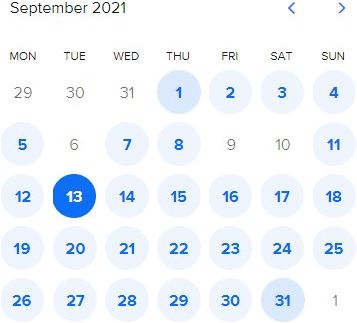 September 2021
MON TUE WED THU FRI SAT SUN
29 30 31 1 2 3 4
5 6 7 8 9 10 11
12 13 14 15 16 17 18
19 20 21 22 23 24 25
26 27 28 29 30 31 1